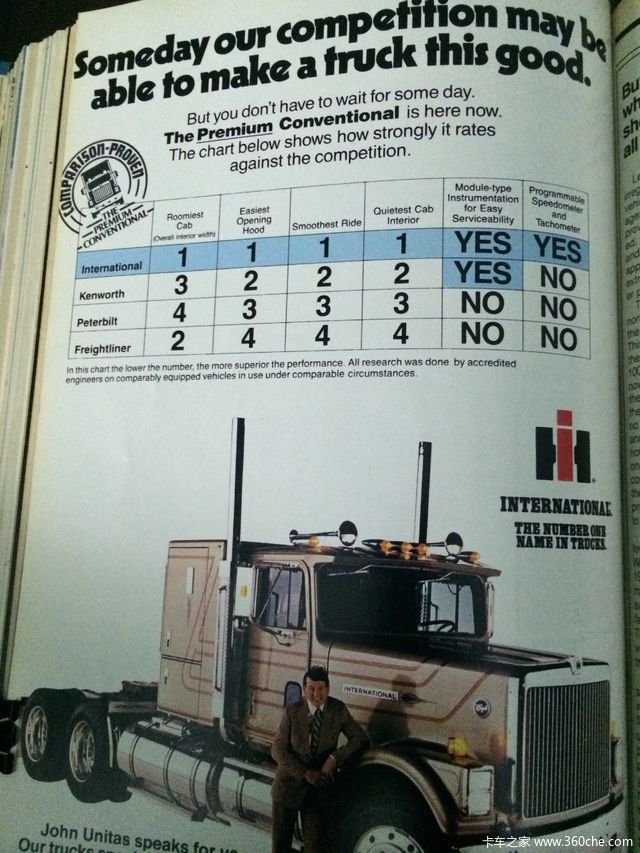 Someday our competition may be
able to make a truck this good.
But you don't have to wait for some day.
The Premium Conventional is here now.
The chart below shows how strongly it rates
against the competition.
COMPARISON-PROVEN
THE
PREMIUM
CONVENTIONAL
Roomiest Cab (Overall interior width) Easiest Opening Hood Smoothest Ride Quietest Cab Interior Module-type Instrumentation for Easy Serviceability Programmable Speedometer and Tachometer
International 1 1 1 1 YES YES
Kenworth 3 2 2 2 YES NO
Peterbilt 4 3 3 3 NO NO
Freightliner 2 4 4 4 NO NO
In this chart the lower the number, the more superior the performance. All research was done by accredited
engineers on comparably equipped vehicles in use under comparable circumstances.
INTERNATIONAL
THE NUMBER ONE
NAME IN TRUCKS.
INTERNATIONAL
John Unitas speaks for
Our trucks
卡车之家 www.360che.com